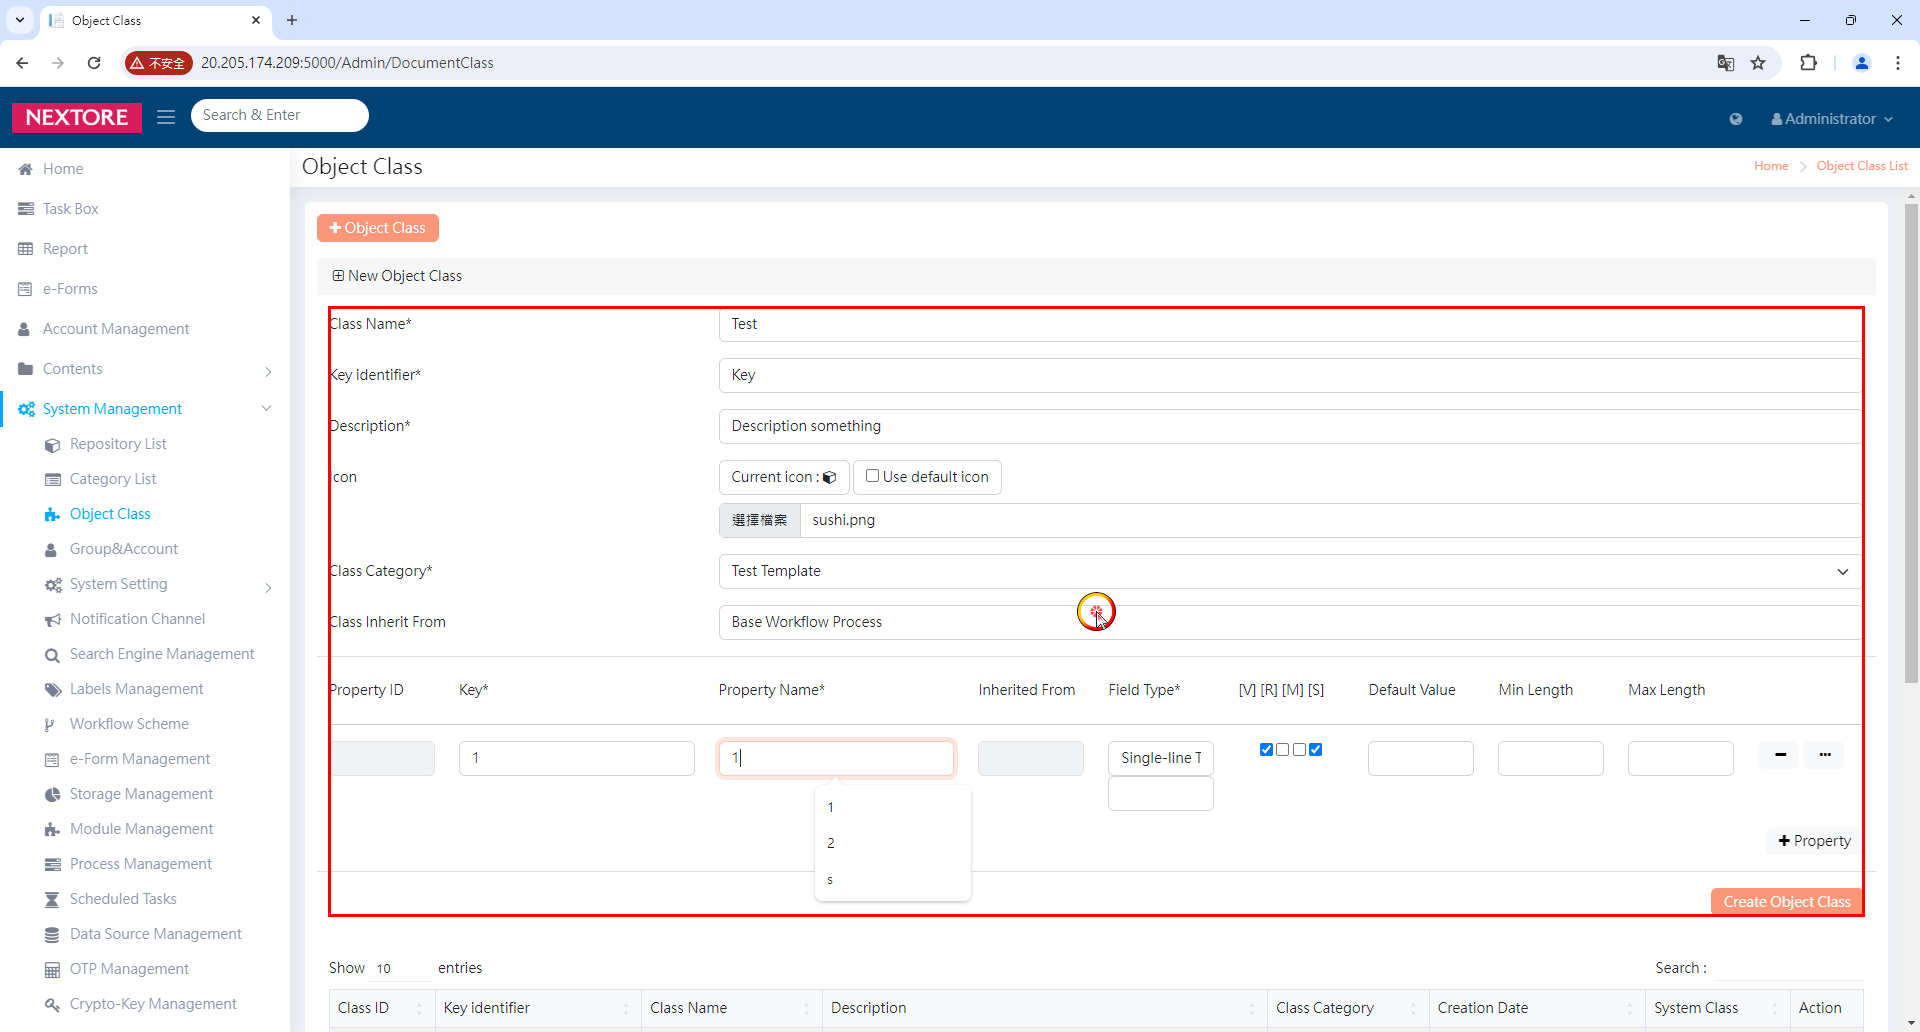 Object Class
不安全 20.205.174.209:5000/Admin/DocumentClass
NEXTORE Search & Enter Administrator
Home
Task Box
Report
e-Forms
Account Management
Contents
System Management
Repository List
Category List
Object Class
Group&Account
System Setting
Notification Channel
Search Engine Management
Labels Management
Workflow Scheme
e-Form Management
Storage Management
Module Management
Process Management
Scheduled Tasks
Data Source Management
OTP Management
Crypto-Key Management
Object Class Home Object Class List
+ Object Class
New Object Class
Class Name* Test
Key identifier* Key
Description* Description something
Icon Current icon : Use default icon
選擇檔案 sushi.png
Class Category* Test Template
Class Inherit From Base Workflow Process
Property ID Key* Property Name* Inherited From Field Type* [V] [R] [M] [S] Default Value Min Length Max Length
1 1 Single-line T
1
2
s
+ Property
Create Object Class
Show 10 entries Search :
Class ID Key identifier Class Name Description Class Category Creation Date System Class Action